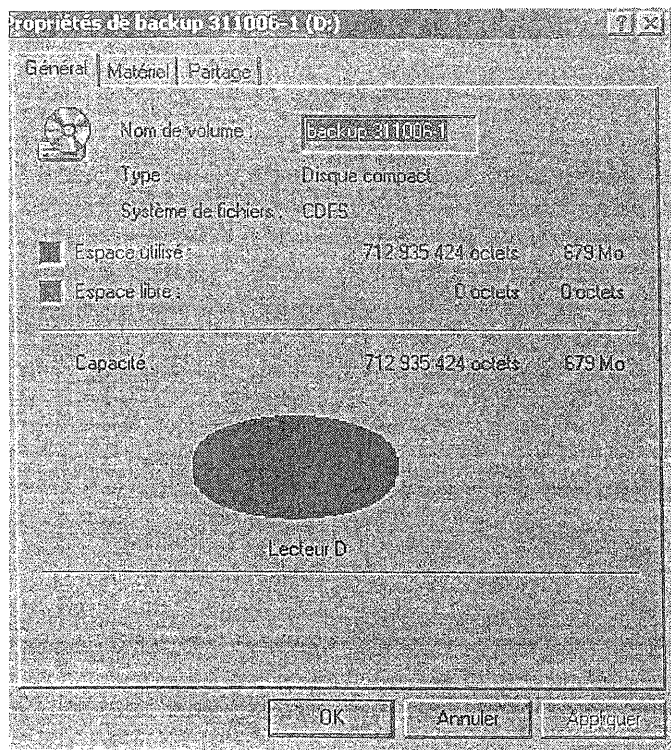 Propriétés de backup 311006-1 (D:)
Général Matériel Partage
Nom de volume : backup 311006-1
Type : Disque compact
Système de fichiers : CDFS
Espace utilisé : 712 935 424 octets 679 Mo
Espace libre : 0 octets 0 octets
Capacité : 712 935 424 octets 679 Mo
Lecteur D
OK Annuler Appliquer